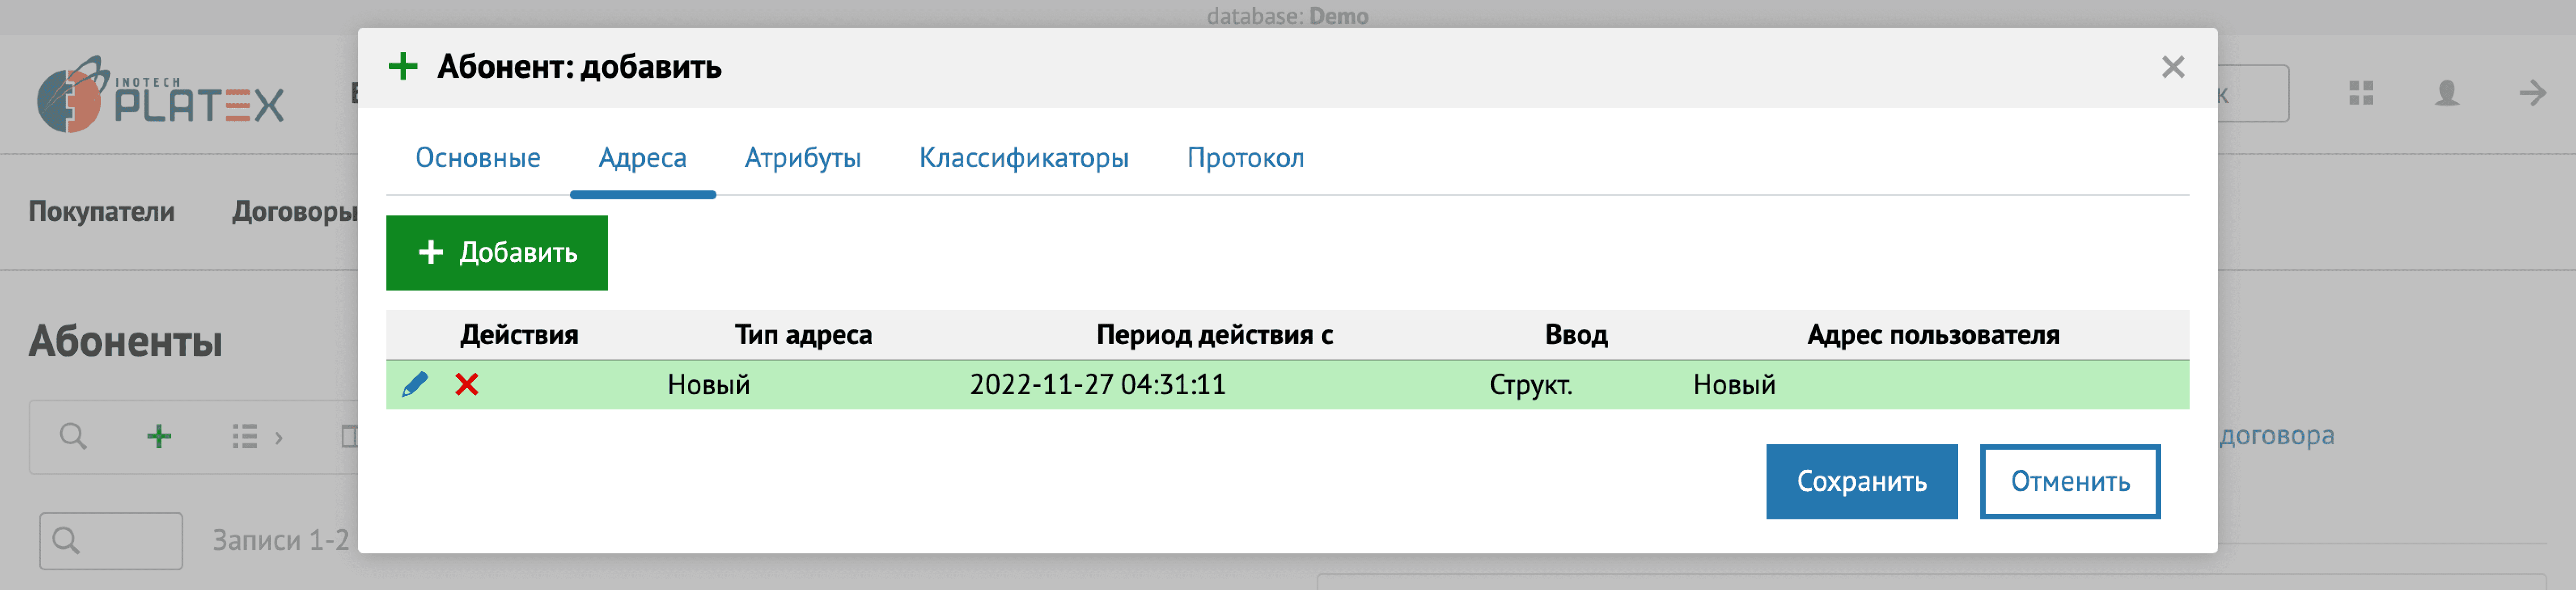 database: Demo
Абонент: добавить
INOTECH
PLATEX
Основные Адреса Атрибуты Классификаторы Протокол
Покупатели Договоры
Добавить
Действия Тип адреса Период действия с Ввод Адрес пользователя
Абоненты
Новый 2022-11-27 04:31:11 Структ. Новый
договора
Сохранить Отменить
Записи 1-2